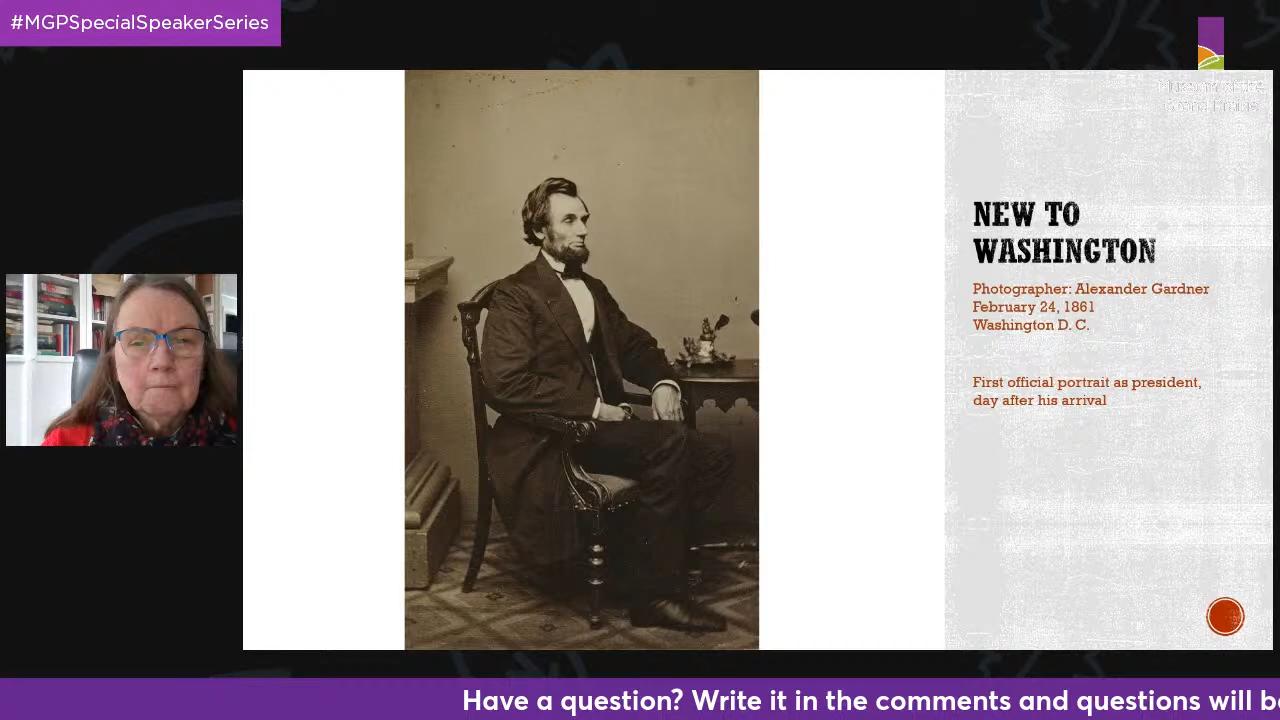 #MGPSpecialSpeakerSeries
NEW TO
WASHINGTON
Photographer: Alexander Gardner
February 24, 1861
Washington D. C.
First official portrait as president,
day after his arrival
Have a question? Write it in the comments and questions will b